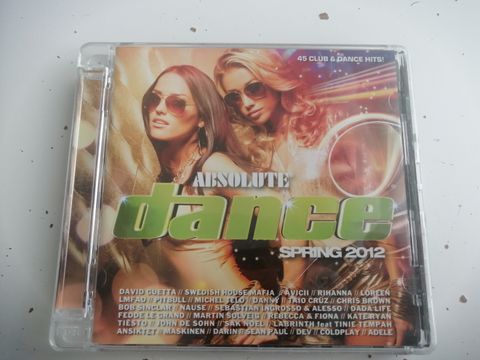 45 CLUB & DANCE HITS!
ABSOLUTE
dance
SPRING 2012
DAVID GUETTA // SWEDISH HOUSE MAFIA // AVICII // RIHANNA // LOREEN
LMFAO // PITBULL // MICHEL TELO // DANNY // TAIO CRUZ // CHRIS BROWN
BOB SINCLAR // NAUSE // SEBASTIAN INGROSSO & ALESSO // DADA LIFE
FEDDE LE GRAND // MARTIN SOLVEIG // REBECCA & FIONA // KATE RYAN
TIËSTO // JOHN DE SOHN // SAK NOEL // LABRINTH feat TINIE TEMPAH
ANSIKTET // MASKINEN // DARIN // SEAN PAUL // DEV // COLDPLAY // ADELE